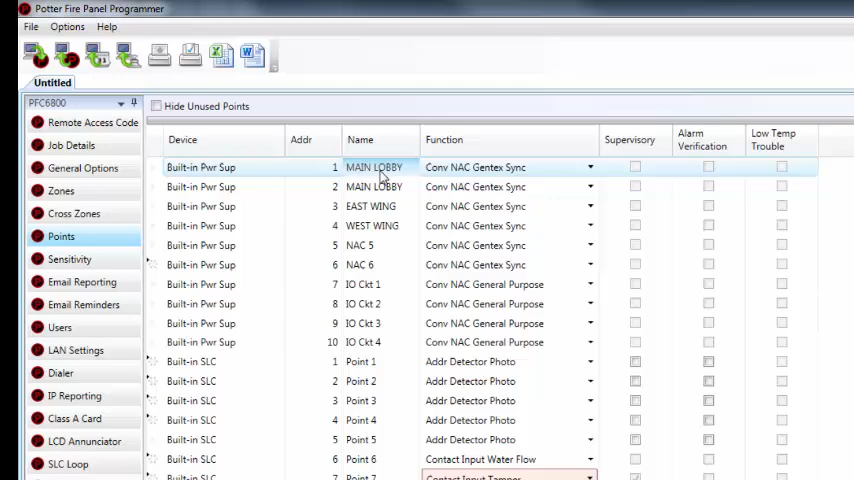 Potter Fire Panel Programmer
File Options Help
Untitled
PFC6800
Remote Access Code
Job Details
General Options
Zones
Cross Zones
Points
Sensitivity
Email Reporting
Email Reminders
Users
LAN Settings
Dialer
IP Reporting
Class A Card
LCD Annunciator
SLC Loop
Hide Unused Points
Device Addr Name Function Supervisory Alarm Verification Low Temp Trouble
Built-in Pwr Sup 1 MAIN LOBBY Conv NAC Gentex Sync
Built-in Pwr Sup 2 MAIN LOBBY Conv NAC Gentex Sync
Built-in Pwr Sup 3 EAST WING Conv NAC Gentex Sync
Built-in Pwr Sup 4 WEST WING Conv NAC Gentex Sync
Built-in Pwr Sup 5 NAC 5 Conv NAC Gentex Sync
Built-in Pwr Sup 6 NAC 6 Conv NAC Gentex Sync
Built-in Pwr Sup 7 IO Ckt 1 Conv NAC General Purpose
Built-in Pwr Sup 8 IO Ckt 2 Conv NAC General Purpose
Built-in Pwr Sup 9 IO Ckt 3 Conv NAC General Purpose
Built-in Pwr Sup 10 IO Ckt 4 Conv NAC General Purpose
Built-in SLC 1 Point 1 Addr Detector Photo
Built-in SLC 2 Point 2 Addr Detector Photo
Built-in SLC 3 Point 3 Addr Detector Photo
Built-in SLC 4 Point 4 Addr Detector Photo
Built-in SLC 5 Point 5 Addr Detector Photo
Built-in SLC 6 Point 6 Contact Input Water Flow
Built-in SLC 7 Point 7 Contact Input Tamper